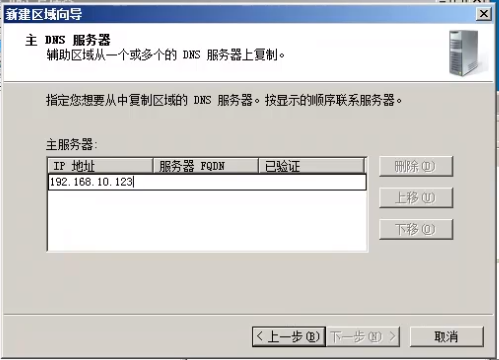 新建区域向导
主 DNS 服务器
辅助区域从一个或多个的 DNS 服务器上复制。
指定您想要从中复制区域的 DNS 服务器。按显示的顺序联系服务器。
主服务器:
IP 地址 服务器 FQDN 已验证
192.168.10.123
删除(D)
上移(U)
下移(O)
< 上一步(B) 下一步(N) > 取消